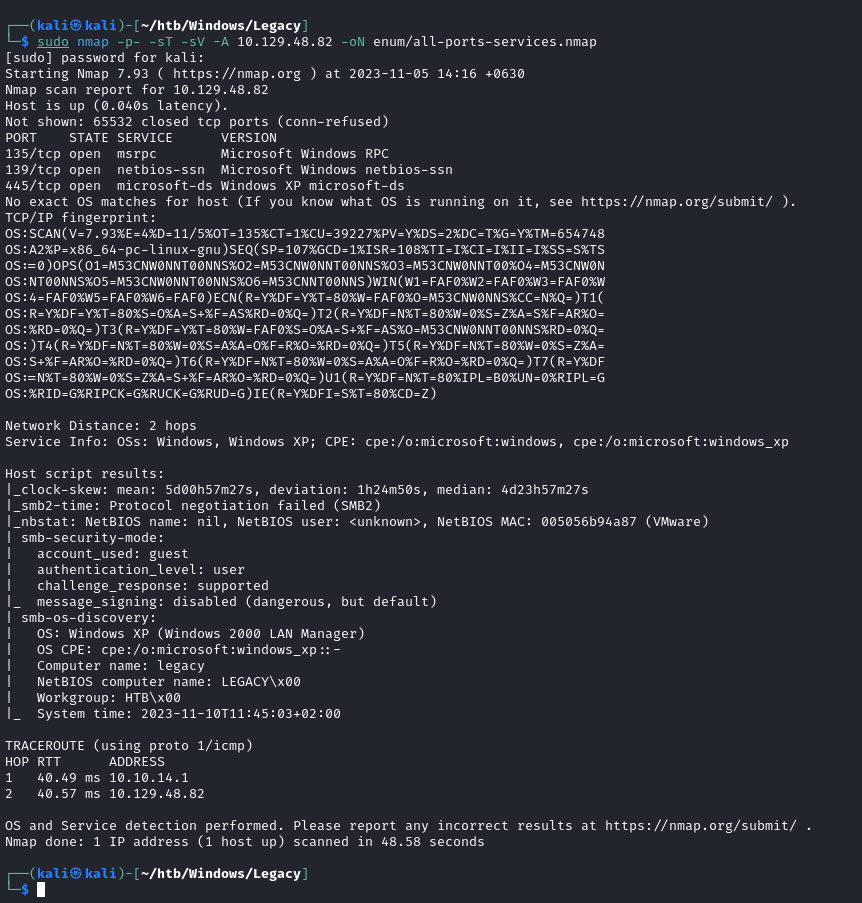 ┌──(kali㉿kali)-[~/htb/Windows/Legacy]
└─$ sudo nmap -p- -sT -sV -A 10.129.48.82 -oN enum/all-ports-services.nmap
[sudo] password for kali:
Starting Nmap 7.93 ( https://nmap.org ) at 2023-11-05 14:16 +0630
Nmap scan report for 10.129.48.82
Host is up (0.040s latency).
Not shown: 65532 closed tcp ports (conn-refused)
PORT    STATE SERVICE      VERSION
135/tcp open  msrpc        Microsoft Windows RPC
139/tcp open  netbios-ssn  Microsoft Windows netbios-ssn
445/tcp open  microsoft-ds Windows XP microsoft-ds
No exact OS matches for host (If you know what OS is running on it, see https://nmap.org/submit/ ).
TCP/IP fingerprint:
OS:SCAN(V=7.93%E=4%D=11/5%OT=135%CT=1%CU=39227%PV=Y%DS=2%DC=T%G=Y%TM=654748
OS:A2%P=x86_64-pc-linux-gnu)SEQ(SP=107%GCD=1%ISR=108%TI=I%CI=I%II=I%SS=S%TS
OS:=0)OPS(O1=M53CNW0NNT00NNS%O2=M53CNW0NNT00NNS%O3=M53CNW0NNT00%O4=M53CNW0N
OS:NT00NNS%O5=M53CNW0NNT00NNS%O6=M53CNNT00NNS)WIN(W1=FAF0%W2=FAF0%W3=FAF0%W
OS:4=FAF0%W5=FAF0%W6=FAF0)ECN(R=Y%DF=Y%T=80%W=FAF0%O=M53CNW0NNS%CC=N%Q=)T1(
OS:R=Y%DF=Y%T=80%S=O%A=S+%F=AS%RD=0%Q=)T2(R=Y%DF=N%T=80%W=0%S=Z%A=S%F=AR%O=
OS:%RD=0%Q=)T3(R=Y%DF=Y%T=80%W=FAF0%S=O%A=S+%F=AS%O=M53CNW0NNT00NNS%RD=0%Q=
OS:)T4(R=Y%DF=N%T=80%W=0%S=A%A=O%F=R%O=%RD=0%Q=)T5(R=Y%DF=N%T=80%W=0%S=Z%A=
OS:S+%F=AR%O=%RD=0%Q=)T6(R=Y%DF=N%T=80%W=0%S=A%A=O%F=R%O=%RD=0%Q=)T7(R=Y%DF
OS:=N%T=80%W=0%S=Z%A=S+%F=AR%O=%RD=0%Q=)U1(R=Y%DF=N%T=80%IPL=B0%UN=0%RIPL=G
OS:%RID=G%RIPCK=G%RUCK=G%RUD=G)IE(R=Y%DFI=S%T=80%CD=Z)

Network Distance: 2 hops
Service Info: OSs: Windows, Windows XP; CPE: cpe:/o:microsoft:windows, cpe:/o:microsoft:windows_xp

Host script results:
|_clock-skew: mean: 5d00h57m27s, deviation: 1h24m50s, median: 4d23h57m27s
|_smb2-time: Protocol negotiation failed (SMB2)
|_nbstat: NetBIOS name: nil, NetBIOS user: <unknown>, NetBIOS MAC: 005056b94a87 (VMware)
| smb-security-mode:
|   account_used: guest
|   authentication_level: user
|   challenge_response: supported
|_  message_signing: disabled (dangerous, but default)
| smb-os-discovery:
|   OS: Windows XP (Windows 2000 LAN Manager)
|   OS CPE: cpe:/o:microsoft:windows_xp::-
|   Computer name: legacy
|   NetBIOS computer name: LEGACY\x00
|   Workgroup: HTB\x00
|_  System time: 2023-11-10T11:45:03+02:00

TRACEROUTE (using proto 1/icmp)
HOP RTT      ADDRESS
1   40.49 ms 10.10.14.1
2   40.57 ms 10.129.48.82

OS and Service detection performed. Please report any incorrect results at https://nmap.org/submit/ .
Nmap done: 1 IP address (1 host up) scanned in 48.58 seconds

┌──(kali㉿kali)-[~/htb/Windows/Legacy]
└─$